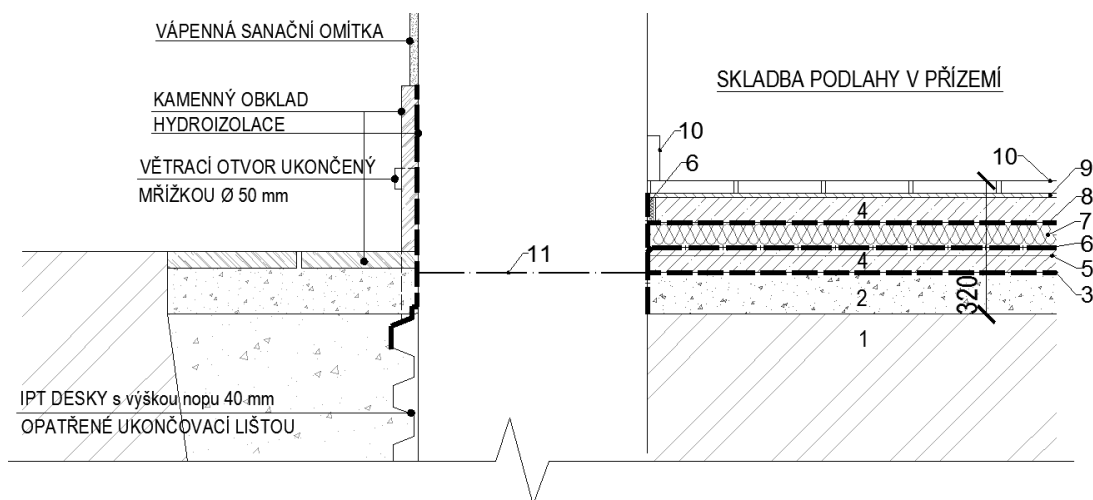 VÁPENNÁ SANAČNÍ OMÍTKA
SKLADBA PODLAHY V PŘÍZEMÍ
KAMENNÝ OBKLAD
HYDROIZOLACE
VĚTRACÍ OTVOR UKONČENÝ
MŘÍŽKOU Ø 50 mm
10
6
10
9
4
8
7
6
11
4
5
3
2
320
1
IPT DESKY s výškou nopu 40 mm
OPATŘENÉ UKONČOVACÍ LIŠTOU